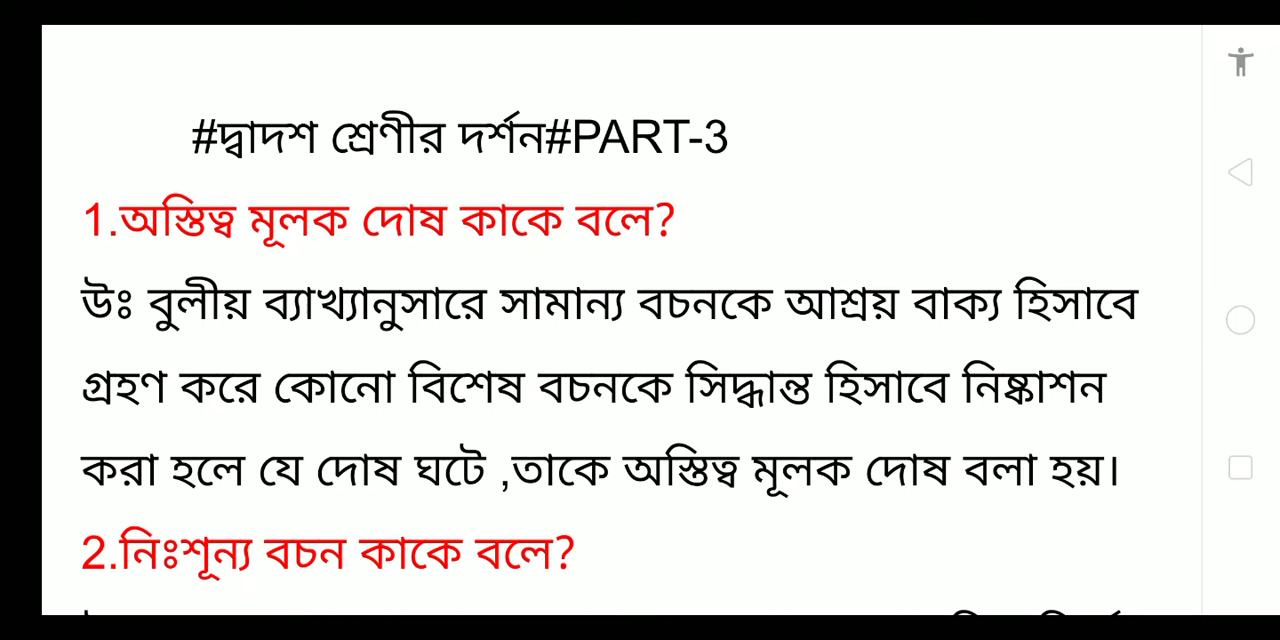 #দ্বাদশ শ্রেণীর দর্শন#PART-3
1.অস্তিত্ব মূলক দোষ কাকে বলে?
উঃ বুলীয় ব্যাখ্যানুসারে সামান্য বচনকে আশ্রয় বাক্য হিসাবে
গ্রহণ করে কোনো বিশেষ বচনকে সিদ্ধান্ত হিসাবে নিষ্কাশন
করা হলে যে দোষ ঘটে ,তাকে অস্তিত্ব মূলক দোষ বলা হয়।
2.নিঃশূন্য বচন কাকে বলে?